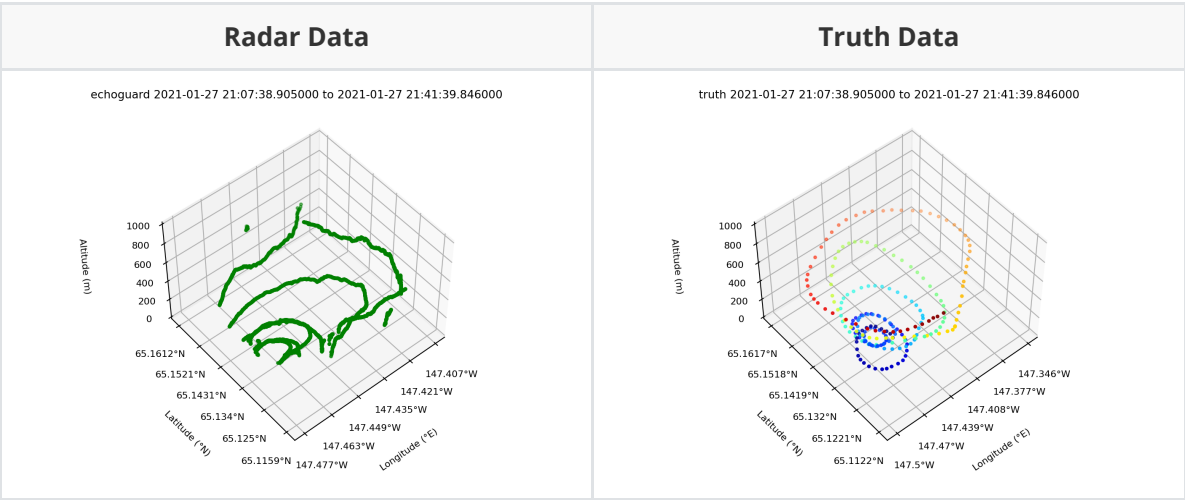 Radar Data
Truth Data
echoguard 2021-01-27 21:07:38.905000 to 2021-01-27 21:41:39.846000
1000
800
600
400
200
0
Altitude (m)
65.1612°N
65.1521°N
65.1431°N
65.134°N
65.125°N
65.1159°N
Latitude (°N)
147.407°W
147.421°W
147.435°W
147.449°W
147.463°W
147.477°W
Longitude (°E)
truth 2021-01-27 21:07:38.905000 to 2021-01-27 21:41:39.846000
1000
800
600
400
200
0
Altitude (m)
65.1617°N
65.1518°N
65.1419°N
65.132°N
65.1221°N
65.1122°N
Latitude (°N)
147.346°W
147.377°W
147.408°W
147.439°W
147.47°W
147.5°W
Longitude (°E)